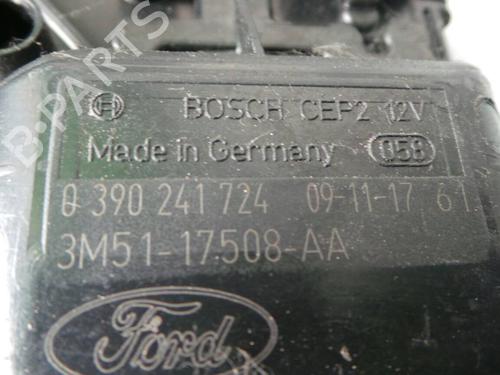 BOSCH CEP2 12V
Made in Germany 058
0 390 241 724 09-11-17 61
3M51-17508-AA
Ford
B-PARTS